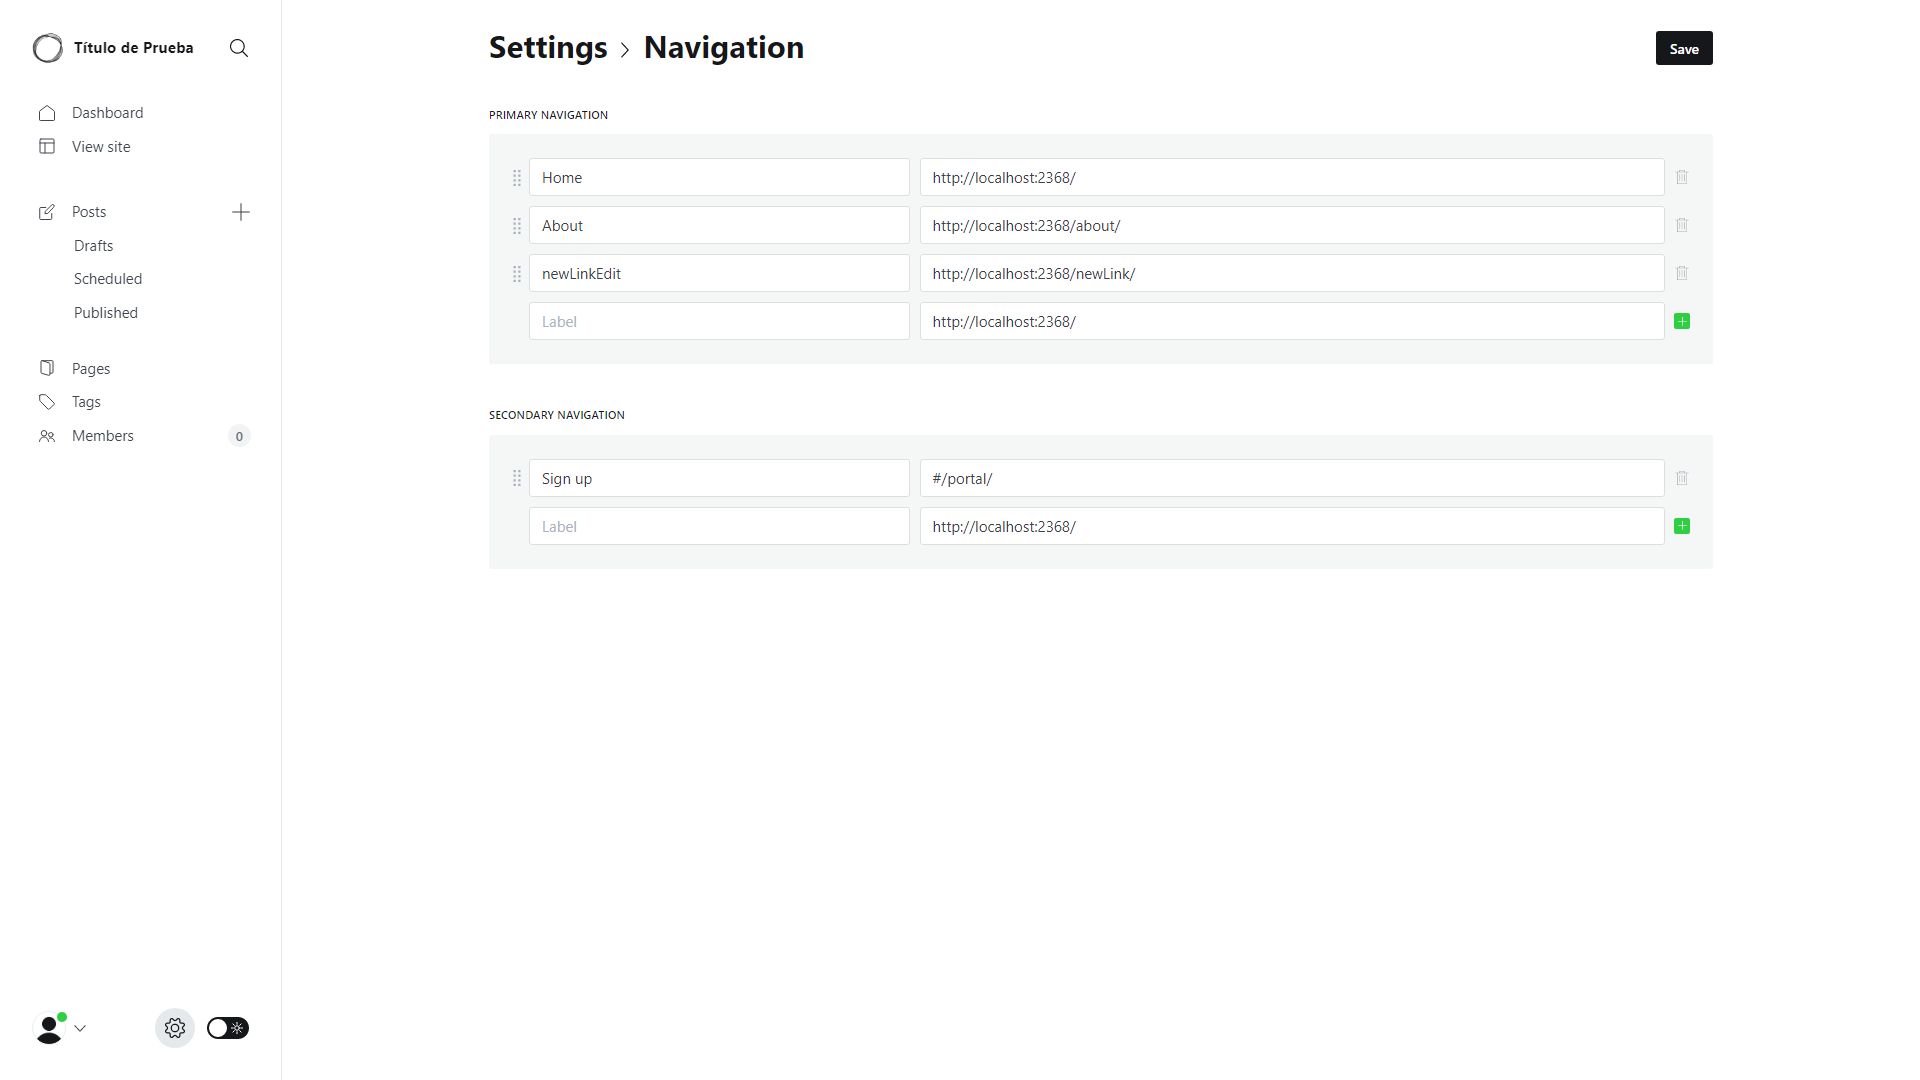 Título de Prueba
Dashboard
View site
Posts
Drafts
Scheduled
Published
Pages
Tags
Members 0
Settings > Navigation
Save
PRIMARY NAVIGATION
Home http://localhost:2368/
About http://localhost:2368/about/
newLinkEdit http://localhost:2368/newLink/
Label http://localhost:2368/
SECONDARY NAVIGATION
Sign up #/portal/
Label http://localhost:2368/